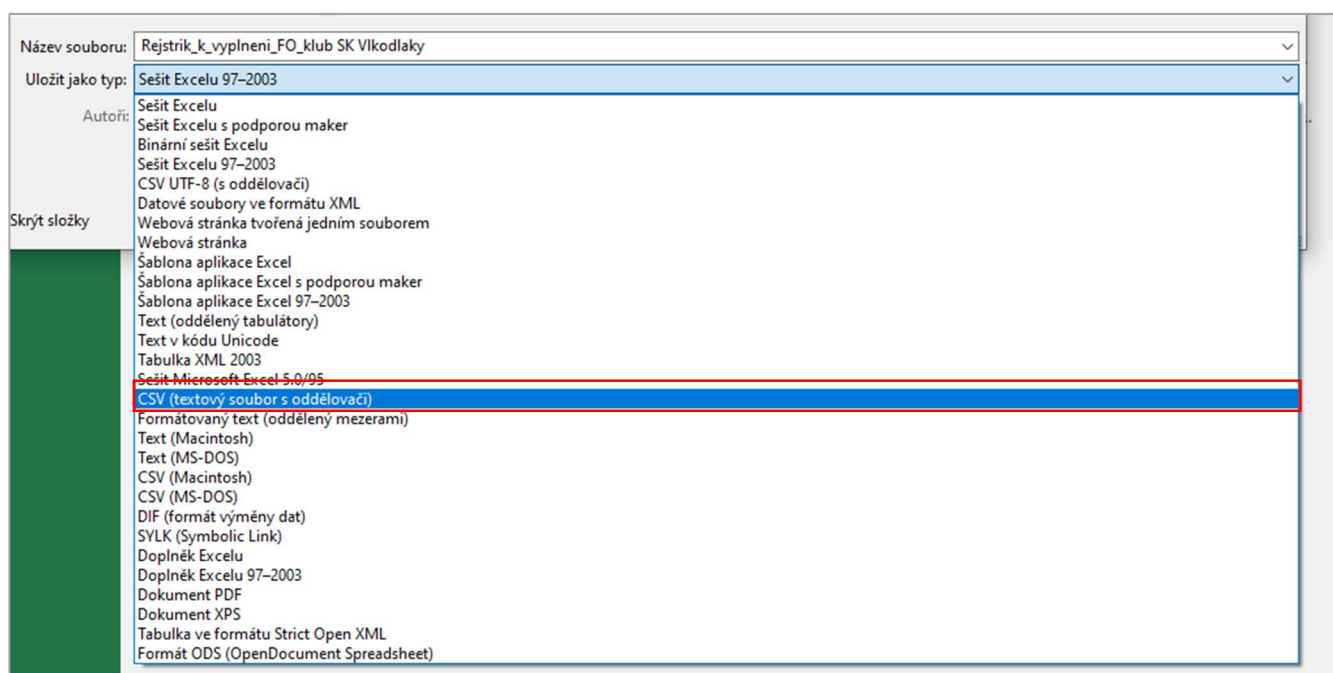 Název souboru: Rejstrik_k_vyplneni_FO_klub SK Vlkodlaky
Uložit jako typ: Sešit Excelu 97–2003
Autoři:
Sešit Excelu
Sešit Excelu s podporou maker
Binární sešit Excelu
Sešit Excelu 97–2003
CSV UTF-8 (s oddělovači)
Datové soubory ve formátu XML
Skrýt složky
Webová stránka tvořená jedním souborem
Webová stránka
Šablona aplikace Excel
Šablona aplikace Excel s podporou maker
Šablona aplikace Excel 97–2003
Text (oddělený tabulátory)
Text v kódu Unicode
Tabulka XML 2003
Sešit Microsoft Excel 5.0/95
CSV (textový soubor s oddělovači)
Formátovaný text (oddělený mezerami)
Text (Macintosh)
Text (MS-DOS)
CSV (Macintosh)
CSV (MS-DOS)
DIF (formát výměny dat)
SYLK (Symbolic Link)
Doplněk Excelu
Doplněk Excelu 97–2003
Dokument PDF
Dokument XPS
Tabulka ve formátu Strict Open XML
Formát ODS (OpenDocument Spreadsheet)